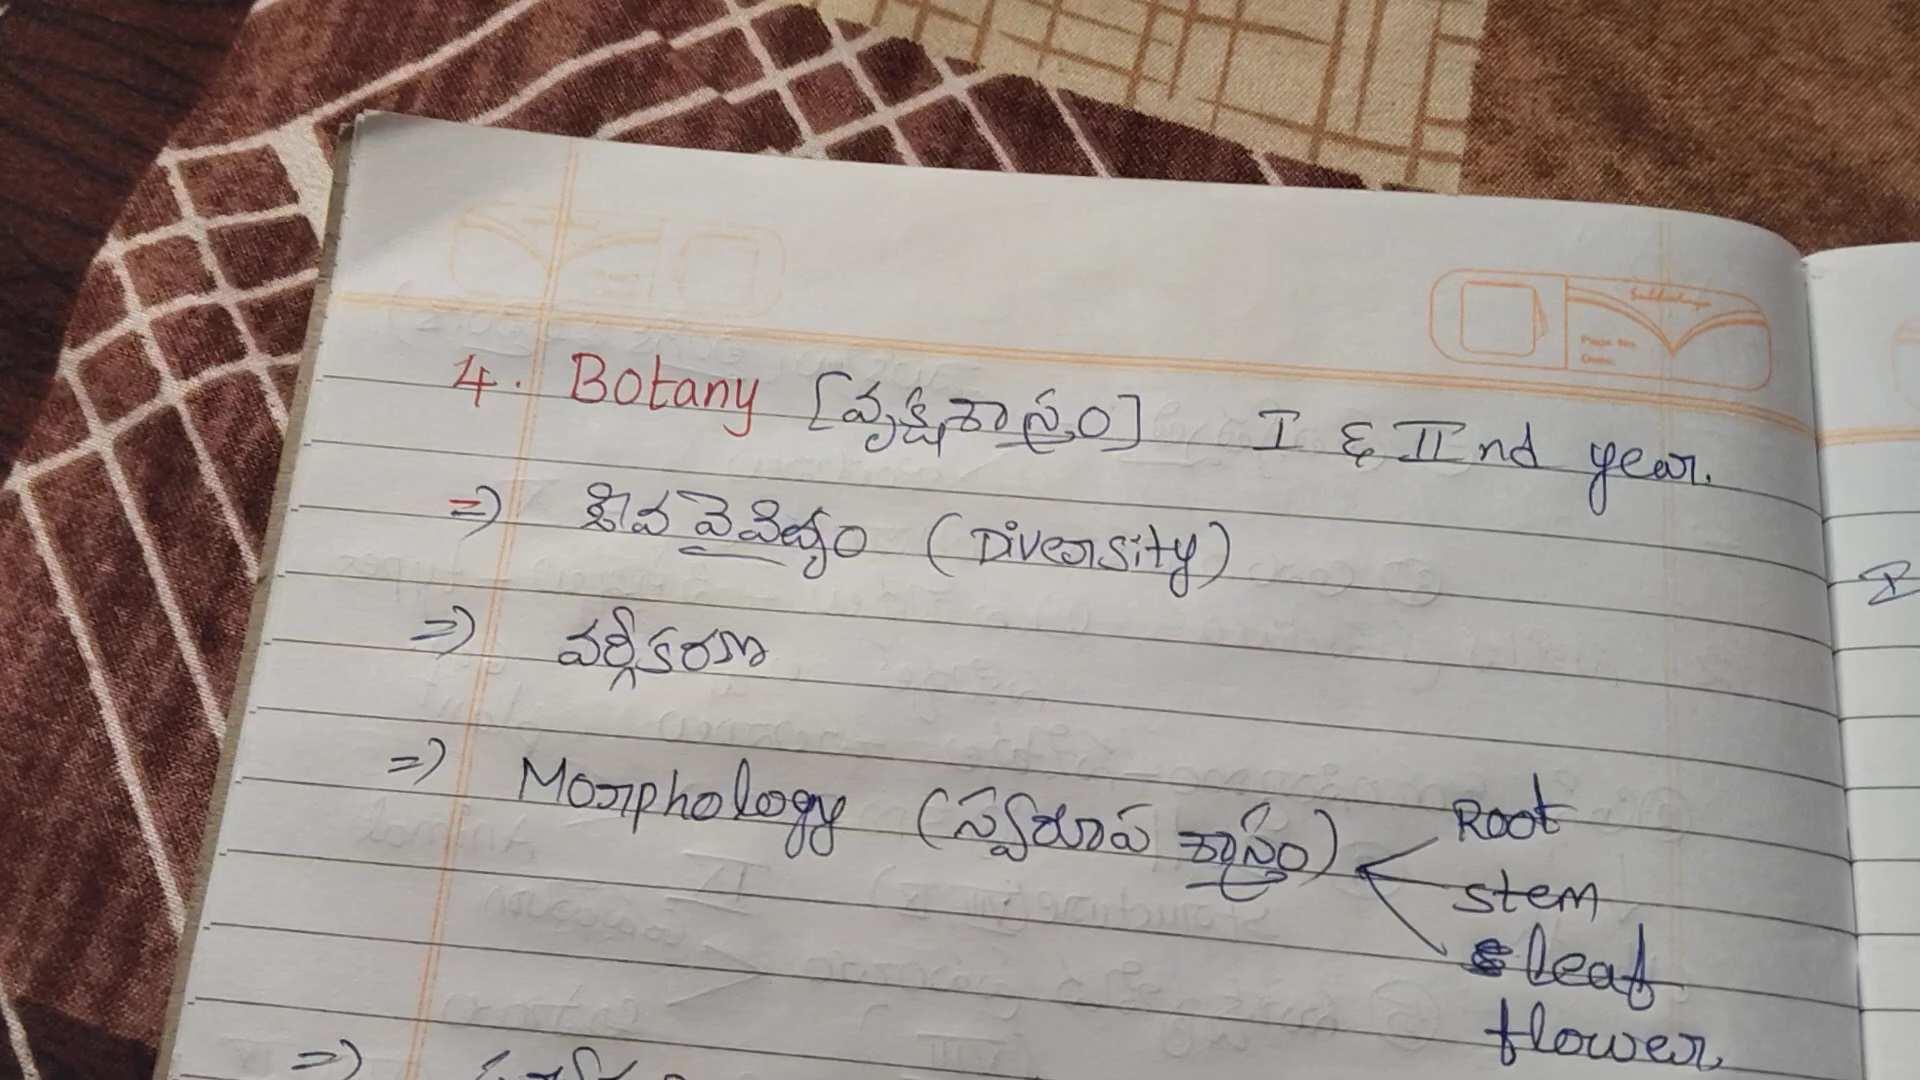 4. Botany [వృక్షశాస్త్రం] I & IInd year.
=> జీవ వైవిధ్యం (Diversity)
=> వర్గీకరణ
=> Morphology (స్వరూప శాస్త్రం)
Root
stem
leaf
flower
=>